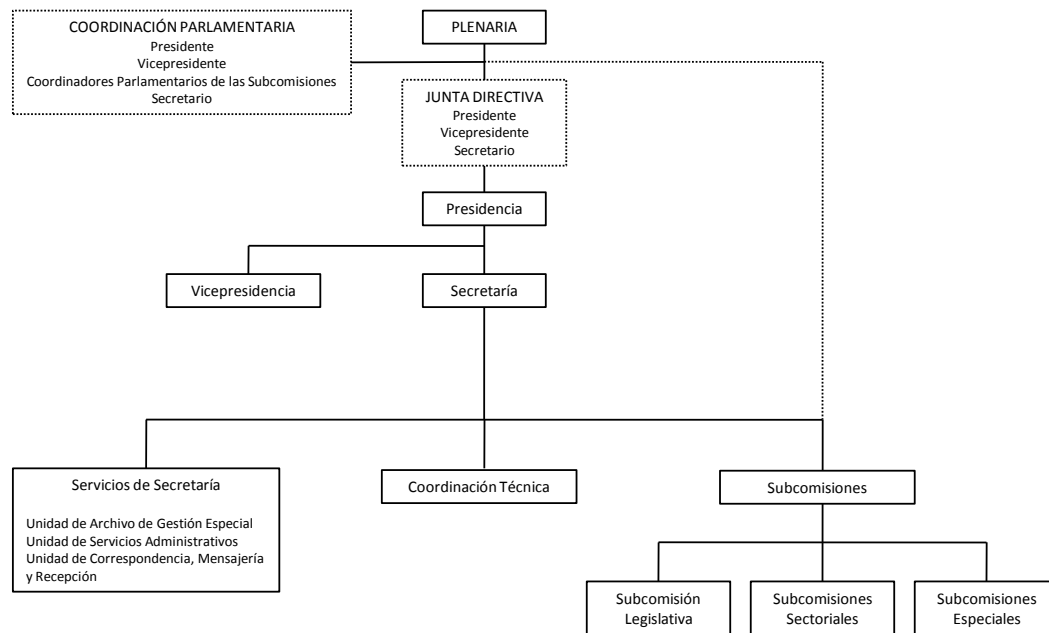 COORDINACIÓN PARLAMENTARIA
Presidente
Vicepresidente
Coordinadores Parlamentarios de las Subcomisiones
Secretario
PLENARIA
JUNTA DIRECTIVA
Presidente
Vicepresidente
Secretario
Presidencia
Vicepresidencia
Secretaría
Servicios de Secretaría
Unidad de Archivo de Gestión Especial
Unidad de Servicios Administrativos
Unidad de Correspondencia, Mensajería
y Recepción
Coordinación Técnica
Subcomisiones
Subcomisión
Legislativa
Subcomisiones
Sectoriales
Subcomisiones
Especiales